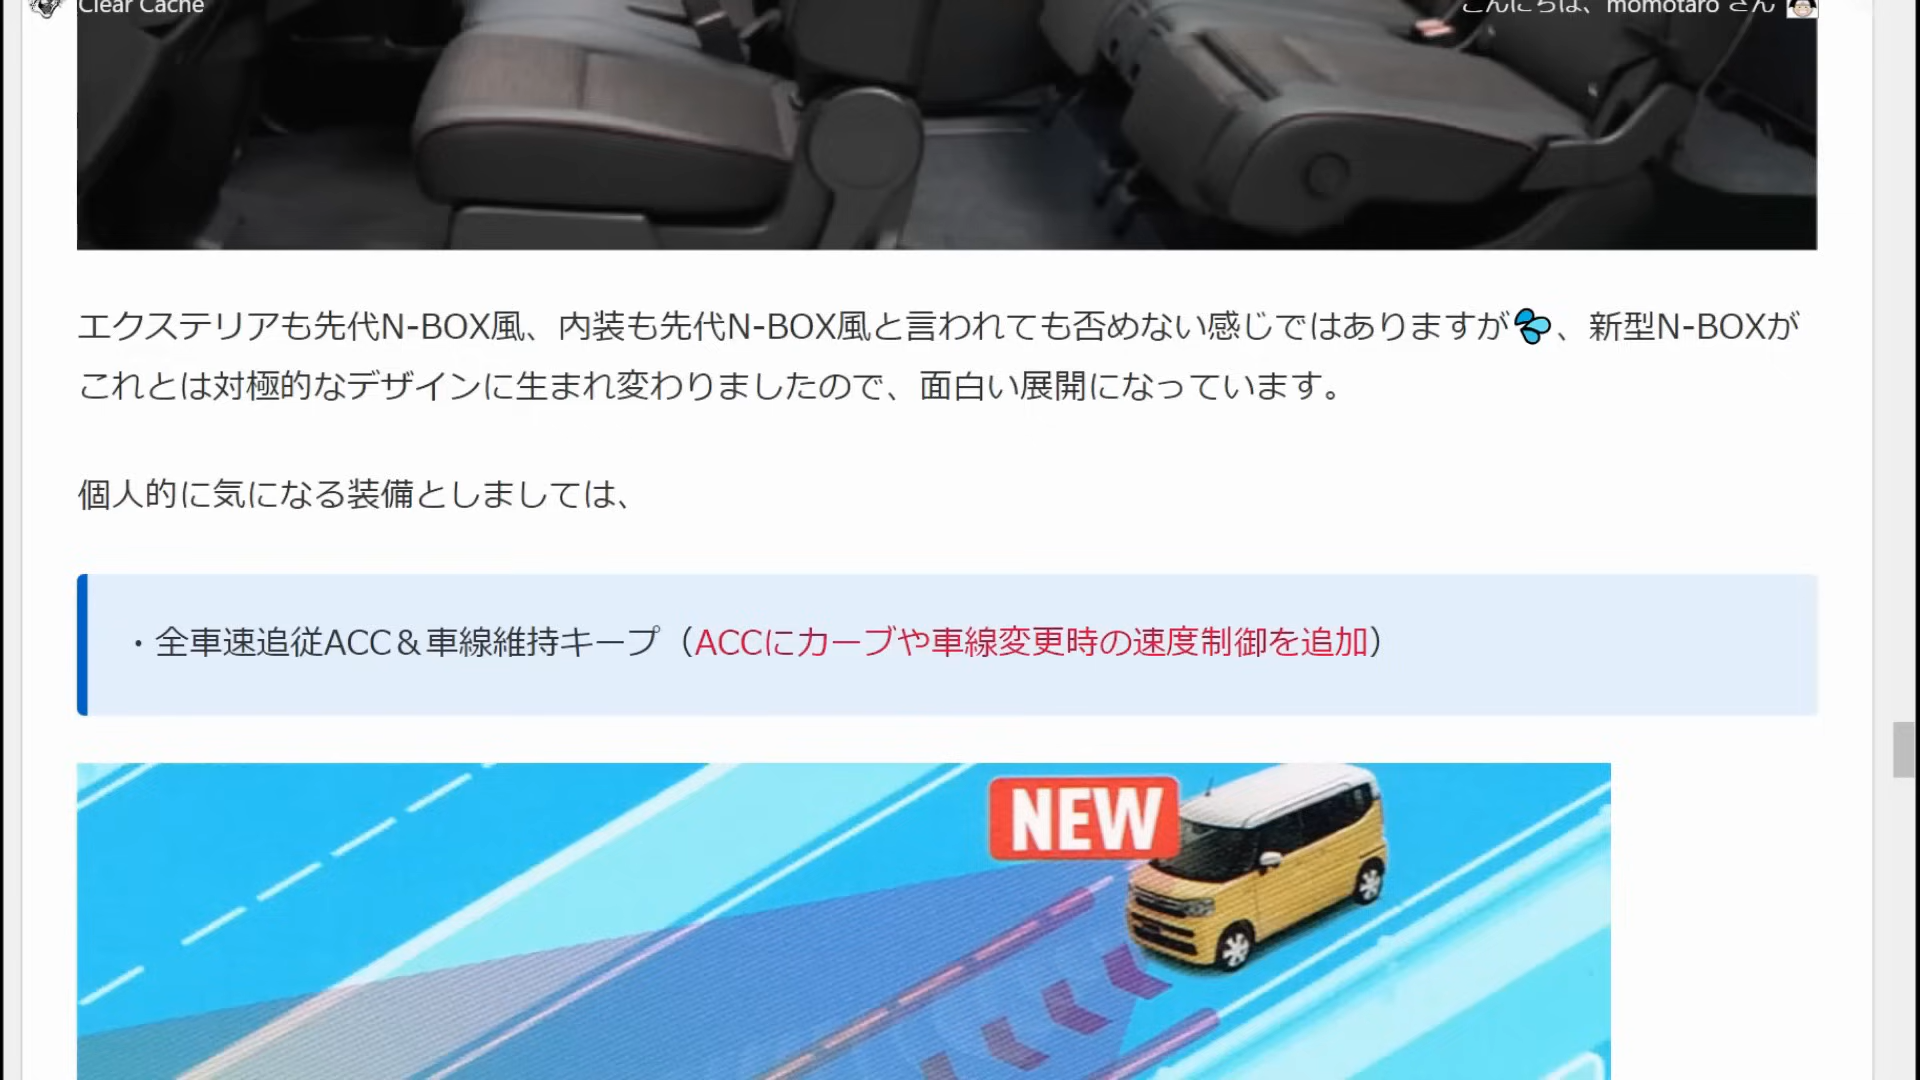 Clear Cache
こんにちは、momotaro さん
エクステリアも先代N-BOX風、内装も先代N-BOX風と言われても否めない感じではありますが💦、新型N-BOXが
これとは対極的なデザインに生まれ変わりましたので、面白い展開になっています。
個人的に気になる装備としましては、
・全車速追従ACC＆車線維持キープ（ACCにカーブや車線変更時の速度制御を追加）
NEW